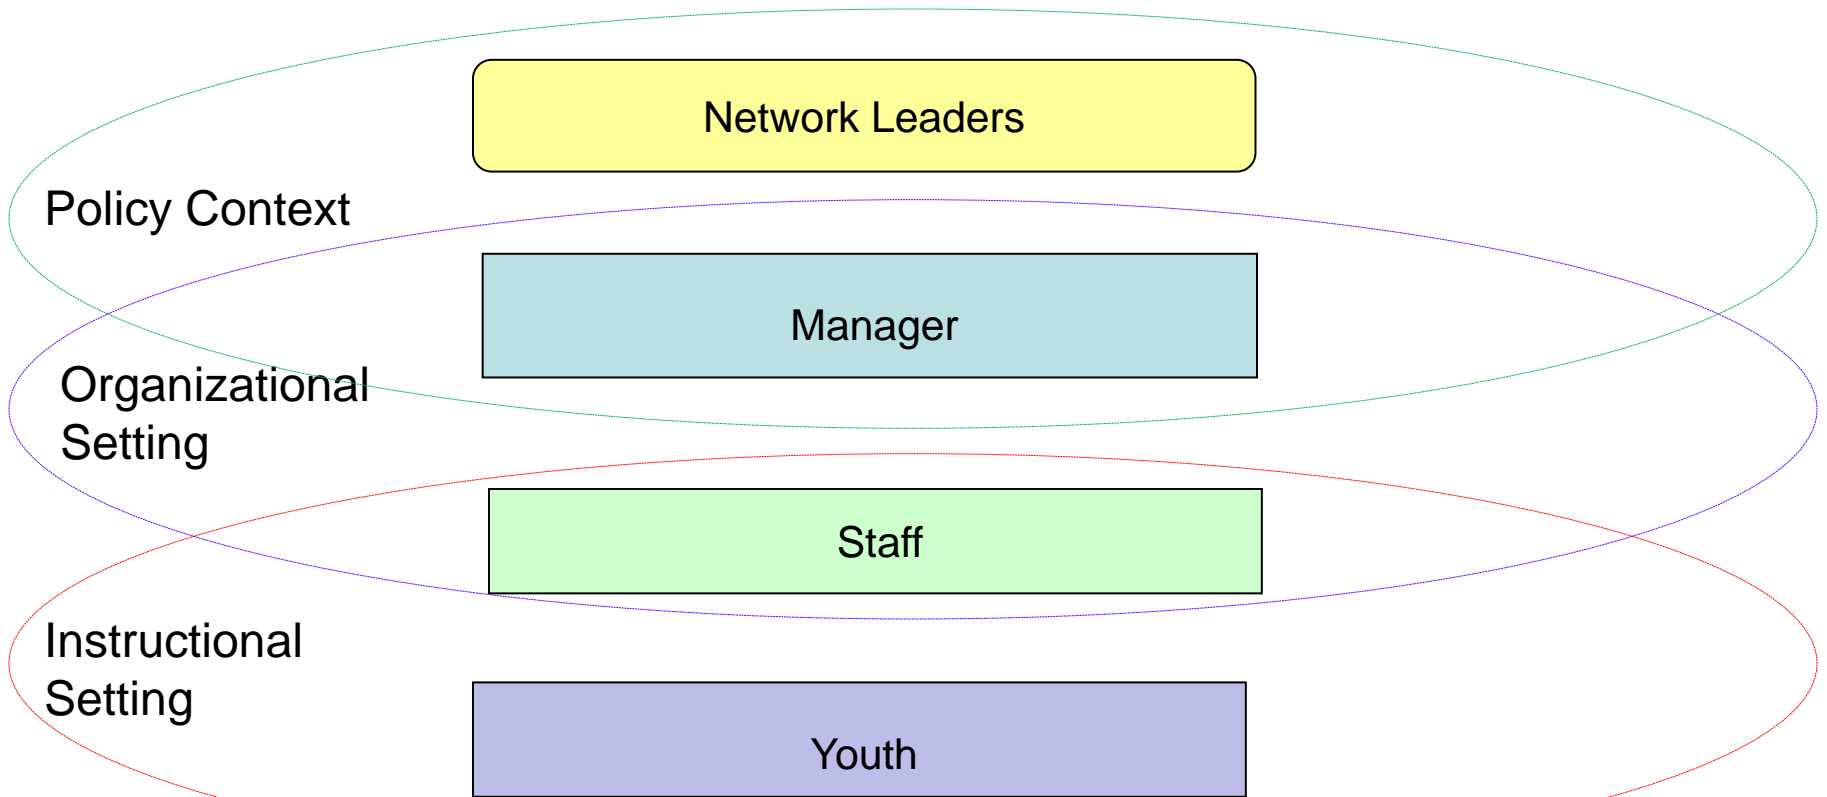 Network Leaders
Policy Context
Manager
Organizational
Setting
Staff
Instructional
Setting
Youth